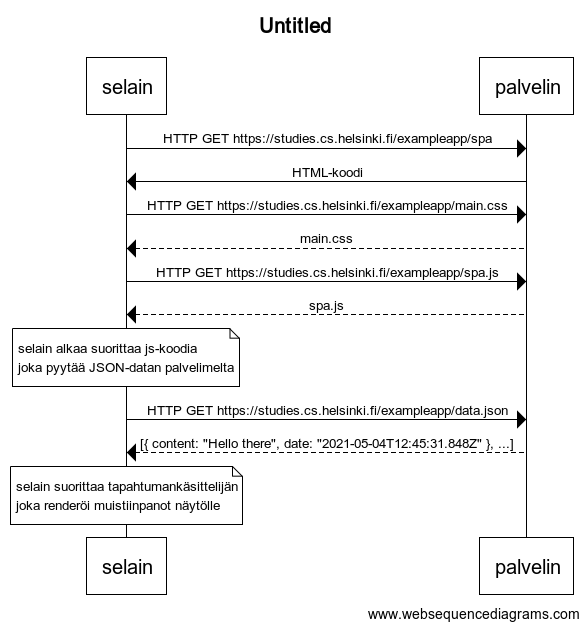 Untitled
selain
palvelin
HTTP GET https://studies.cs.helsinki.fi/exampleapp/spa
HTML-koodi
HTTP GET https://studies.cs.helsinki.fi/exampleapp/main.css
main.css
HTTP GET https://studies.cs.helsinki.fi/exampleapp/spa.js
spa.js
selain alkaa suorittaa js-koodia
joka pyytää JSON-datan palvelimelta
HTTP GET https://studies.cs.helsinki.fi/exampleapp/data.json
[{ content: "Hello there", date: "2021-05-04T12:45:31.848Z" }, ...]
selain suorittaa tapahtumankäsittelijän
joka renderöi muistiinpanot näytölle
selain
palvelin
www.websequencediagrams.com